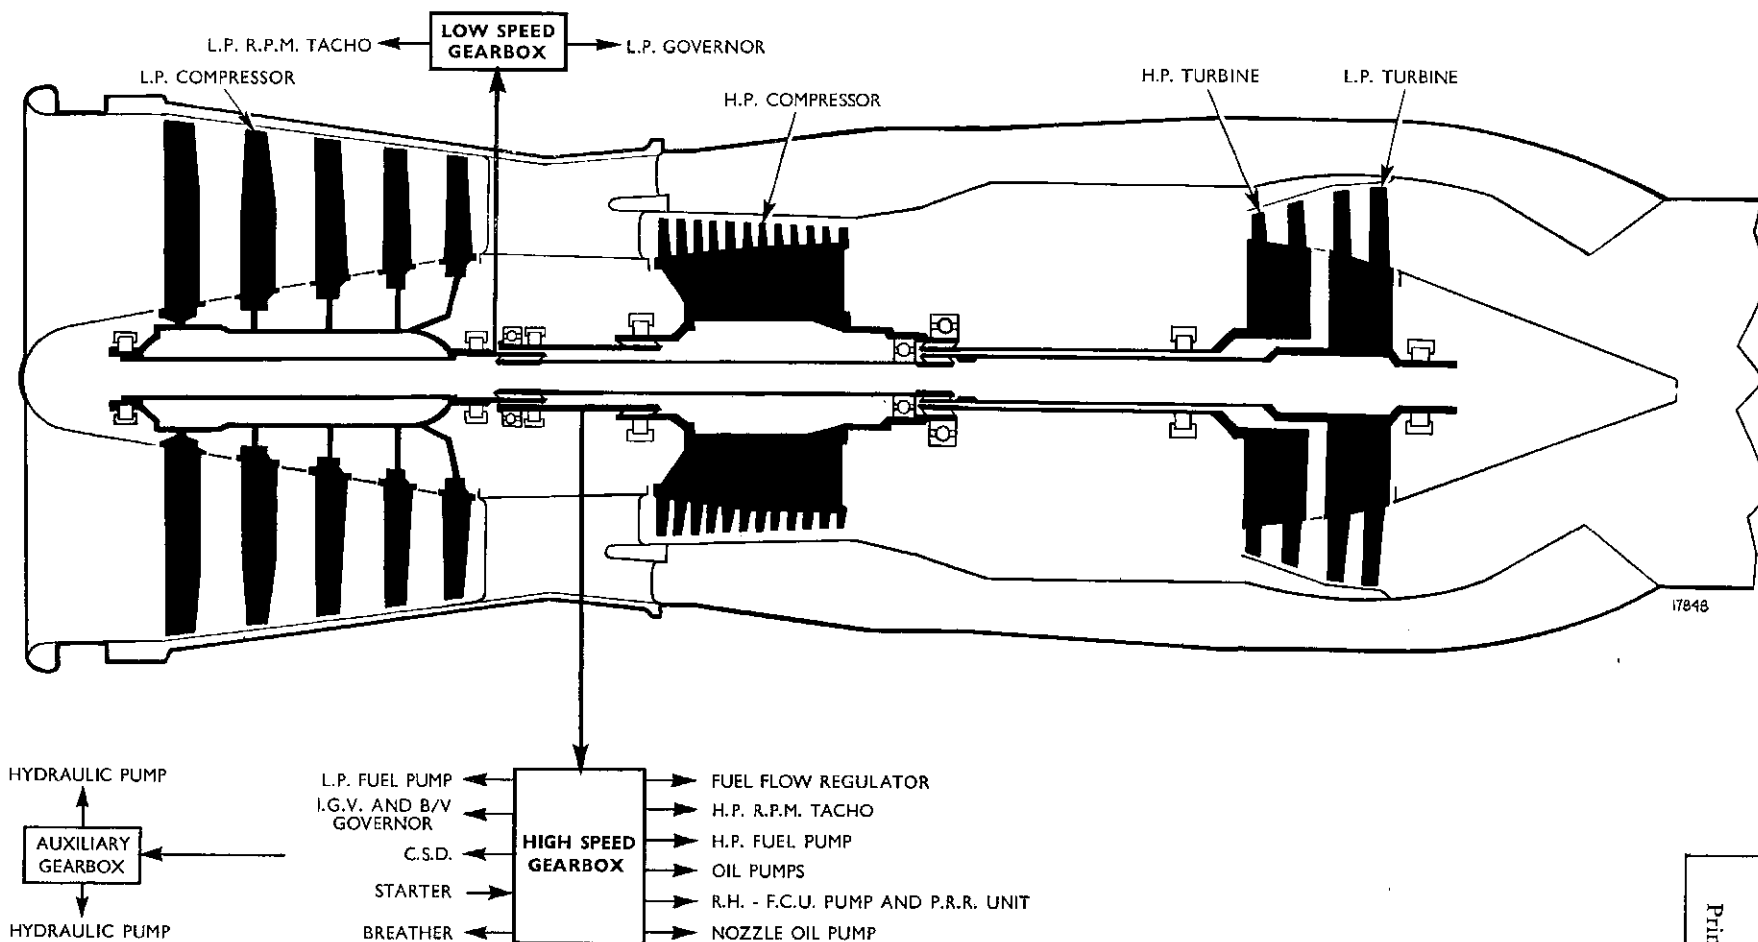 LOW SPEED
GEARBOX
L.P. R.P.M. TACHO
L.P. GOVERNOR
L.P. COMPRESSOR
H.P. COMPRESSOR
H.P. TURBINE
L.P. TURBINE
17848
HYDRAULIC PUMP
AUXILIARY
GEARBOX
HYDRAULIC PUMP
L.P. FUEL PUMP
I.G.V. AND B/V
GOVERNOR
C.S.D.
STARTER
BREATHER
HIGH SPEED
GEARBOX
FUEL FLOW REGULATOR
H.P. R.P.M. TACHO
H.P. FUEL PUMP
OIL PUMPS
R.H. - F.C.U. PUMP AND P.R.R. UNIT
NOZZLE OIL PUMP